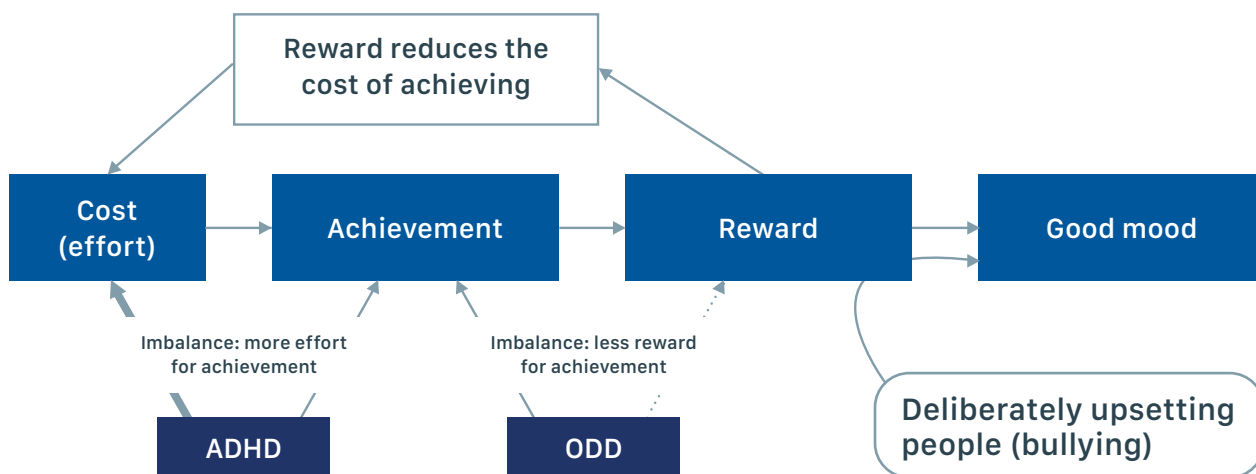 Reward reduces the
cost of achieving
Cost
(effort)
Achievement
Reward
Good mood
Imbalance: more effort
for achievement
Imbalance: less reward
for achievement
Deliberately upsetting
people (bullying)
ADHD
ODD